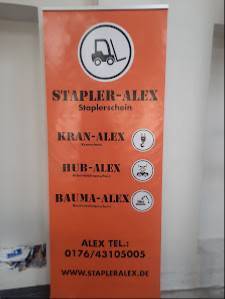 STAPLER-ALEX
Staplerschein
KRAN-ALEX
HUB-ALEX
BAUMA-ALEX
ALEX TEL.:
0176/43105005
WWW.STAPLERALEX.DE